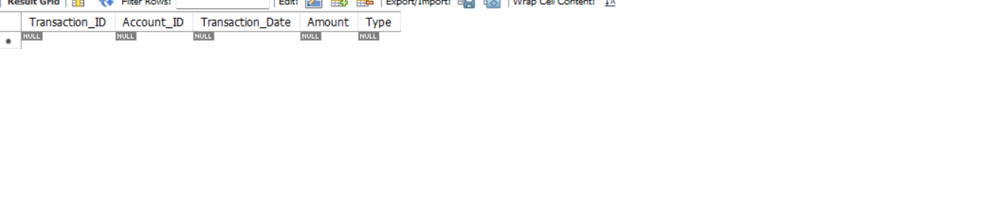 Result Grid Filter Rows: Edit: Export/Import: Wrap Cell Content:
Transaction_ID Account_ID Transaction_Date Amount Type
NULL NULL NULL NULL NULL